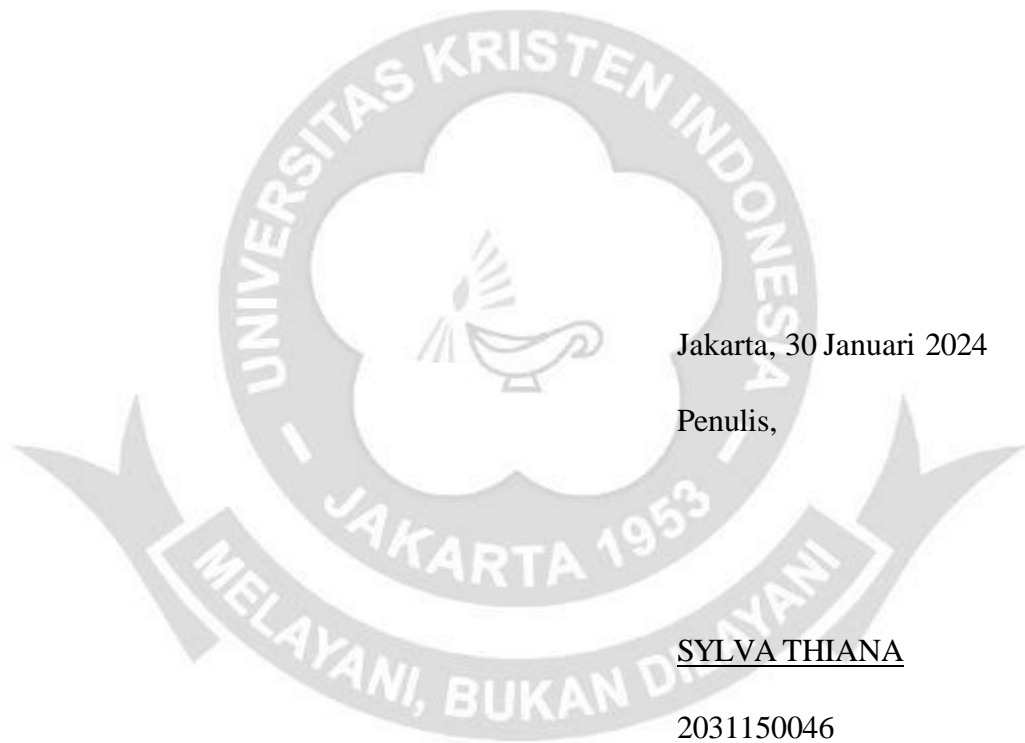 UNIVERSITAS KRISTEN INDONESIA
Jakarta, 30 Januari 2024
Penulis,
- JAKARTA 1953 -
MELAYANI, BUKAN DILAYANI
SYLVA THIANA
2031150046